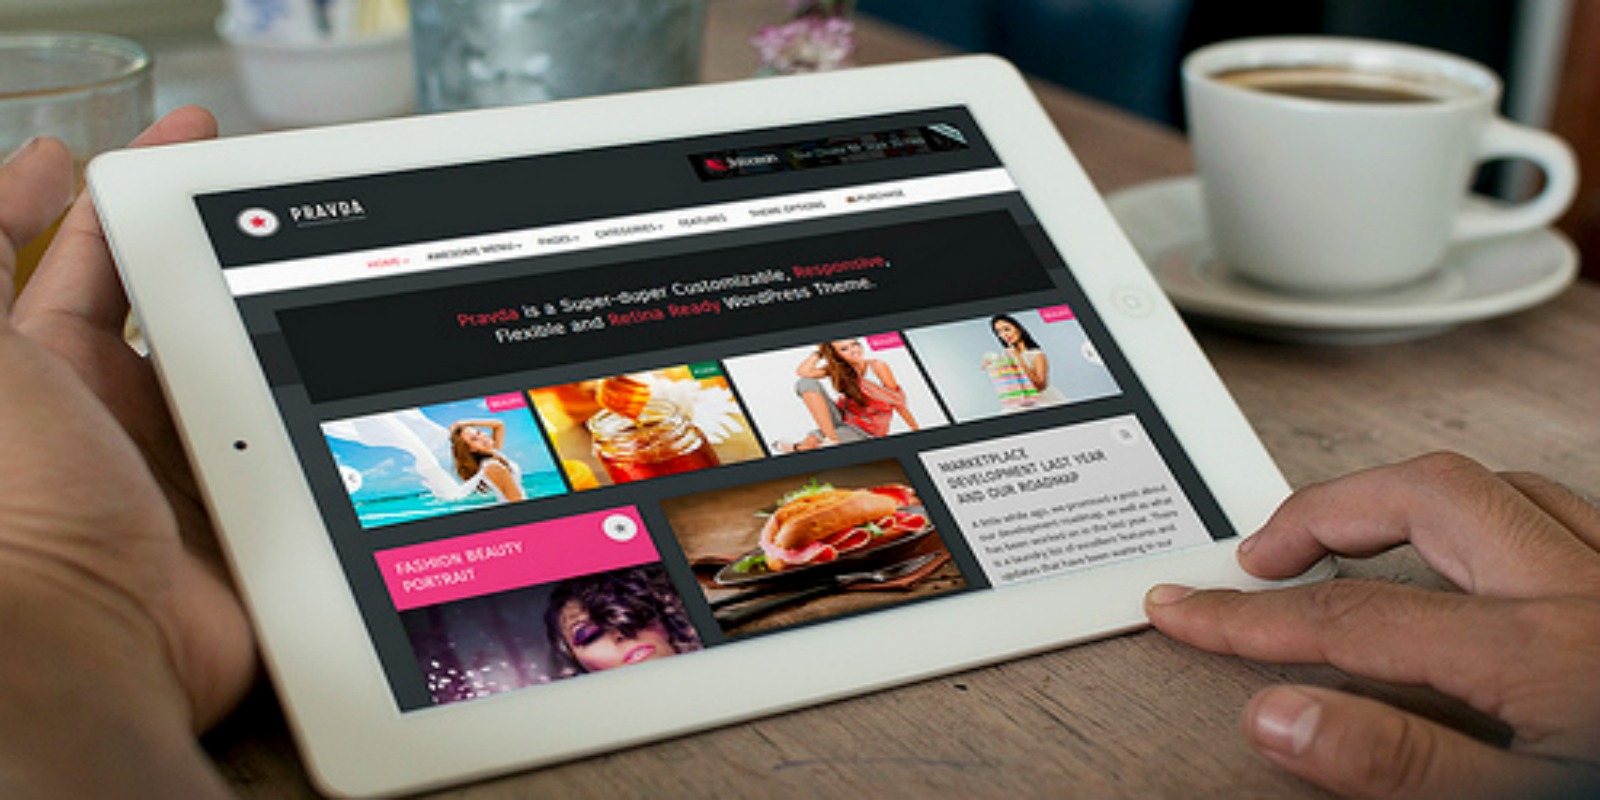 PRAVDA
HOME AWESOME MENU PAGES CATEGORIES FEATURES THEME OPTIONS PURCHASE
Pravda is a Super-duper Customizable, Responsive,
Flexible and Retina Ready WordPress Theme.
BEAUTY
BEAUTY
BEAUTY
FASHION BEAUTY
PORTRAIT
MARKETPLACE
DEVELOPMENT LAST YEAR
AND OUR ROADMAP
A little while ago, we promised a post about
our development roadmap, as well as what
has been worked on in the last year. There
is a laundry list of excellent features and
updates that have been waiting in our